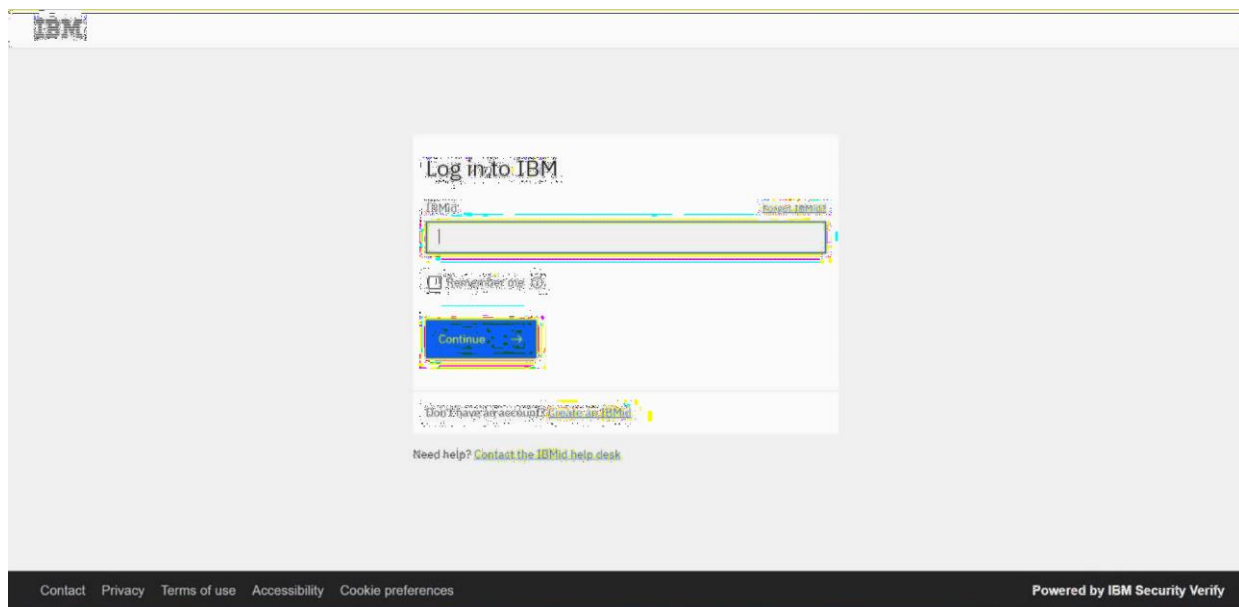 IBM
Log in to IBM
IBMid
Forgot IBMid?
Remember me
Continue →
Don't have an account? Create an IBMid
Need help? Contact the IBMid help desk
Contact Privacy Terms of use Accessibility Cookie preferences
Powered by IBM Security Verify